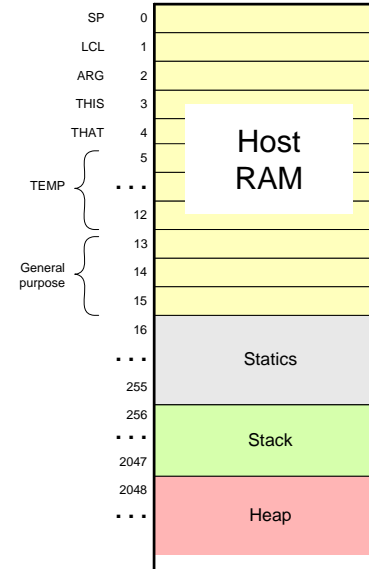 SP 0
LCL 1
ARG 2
THIS 3
THAT 4
Host
RAM
5
TEMP ...
12
13
General
purpose
14
15
16
... Statics
255
256
... Stack
2047
2048
... Heap